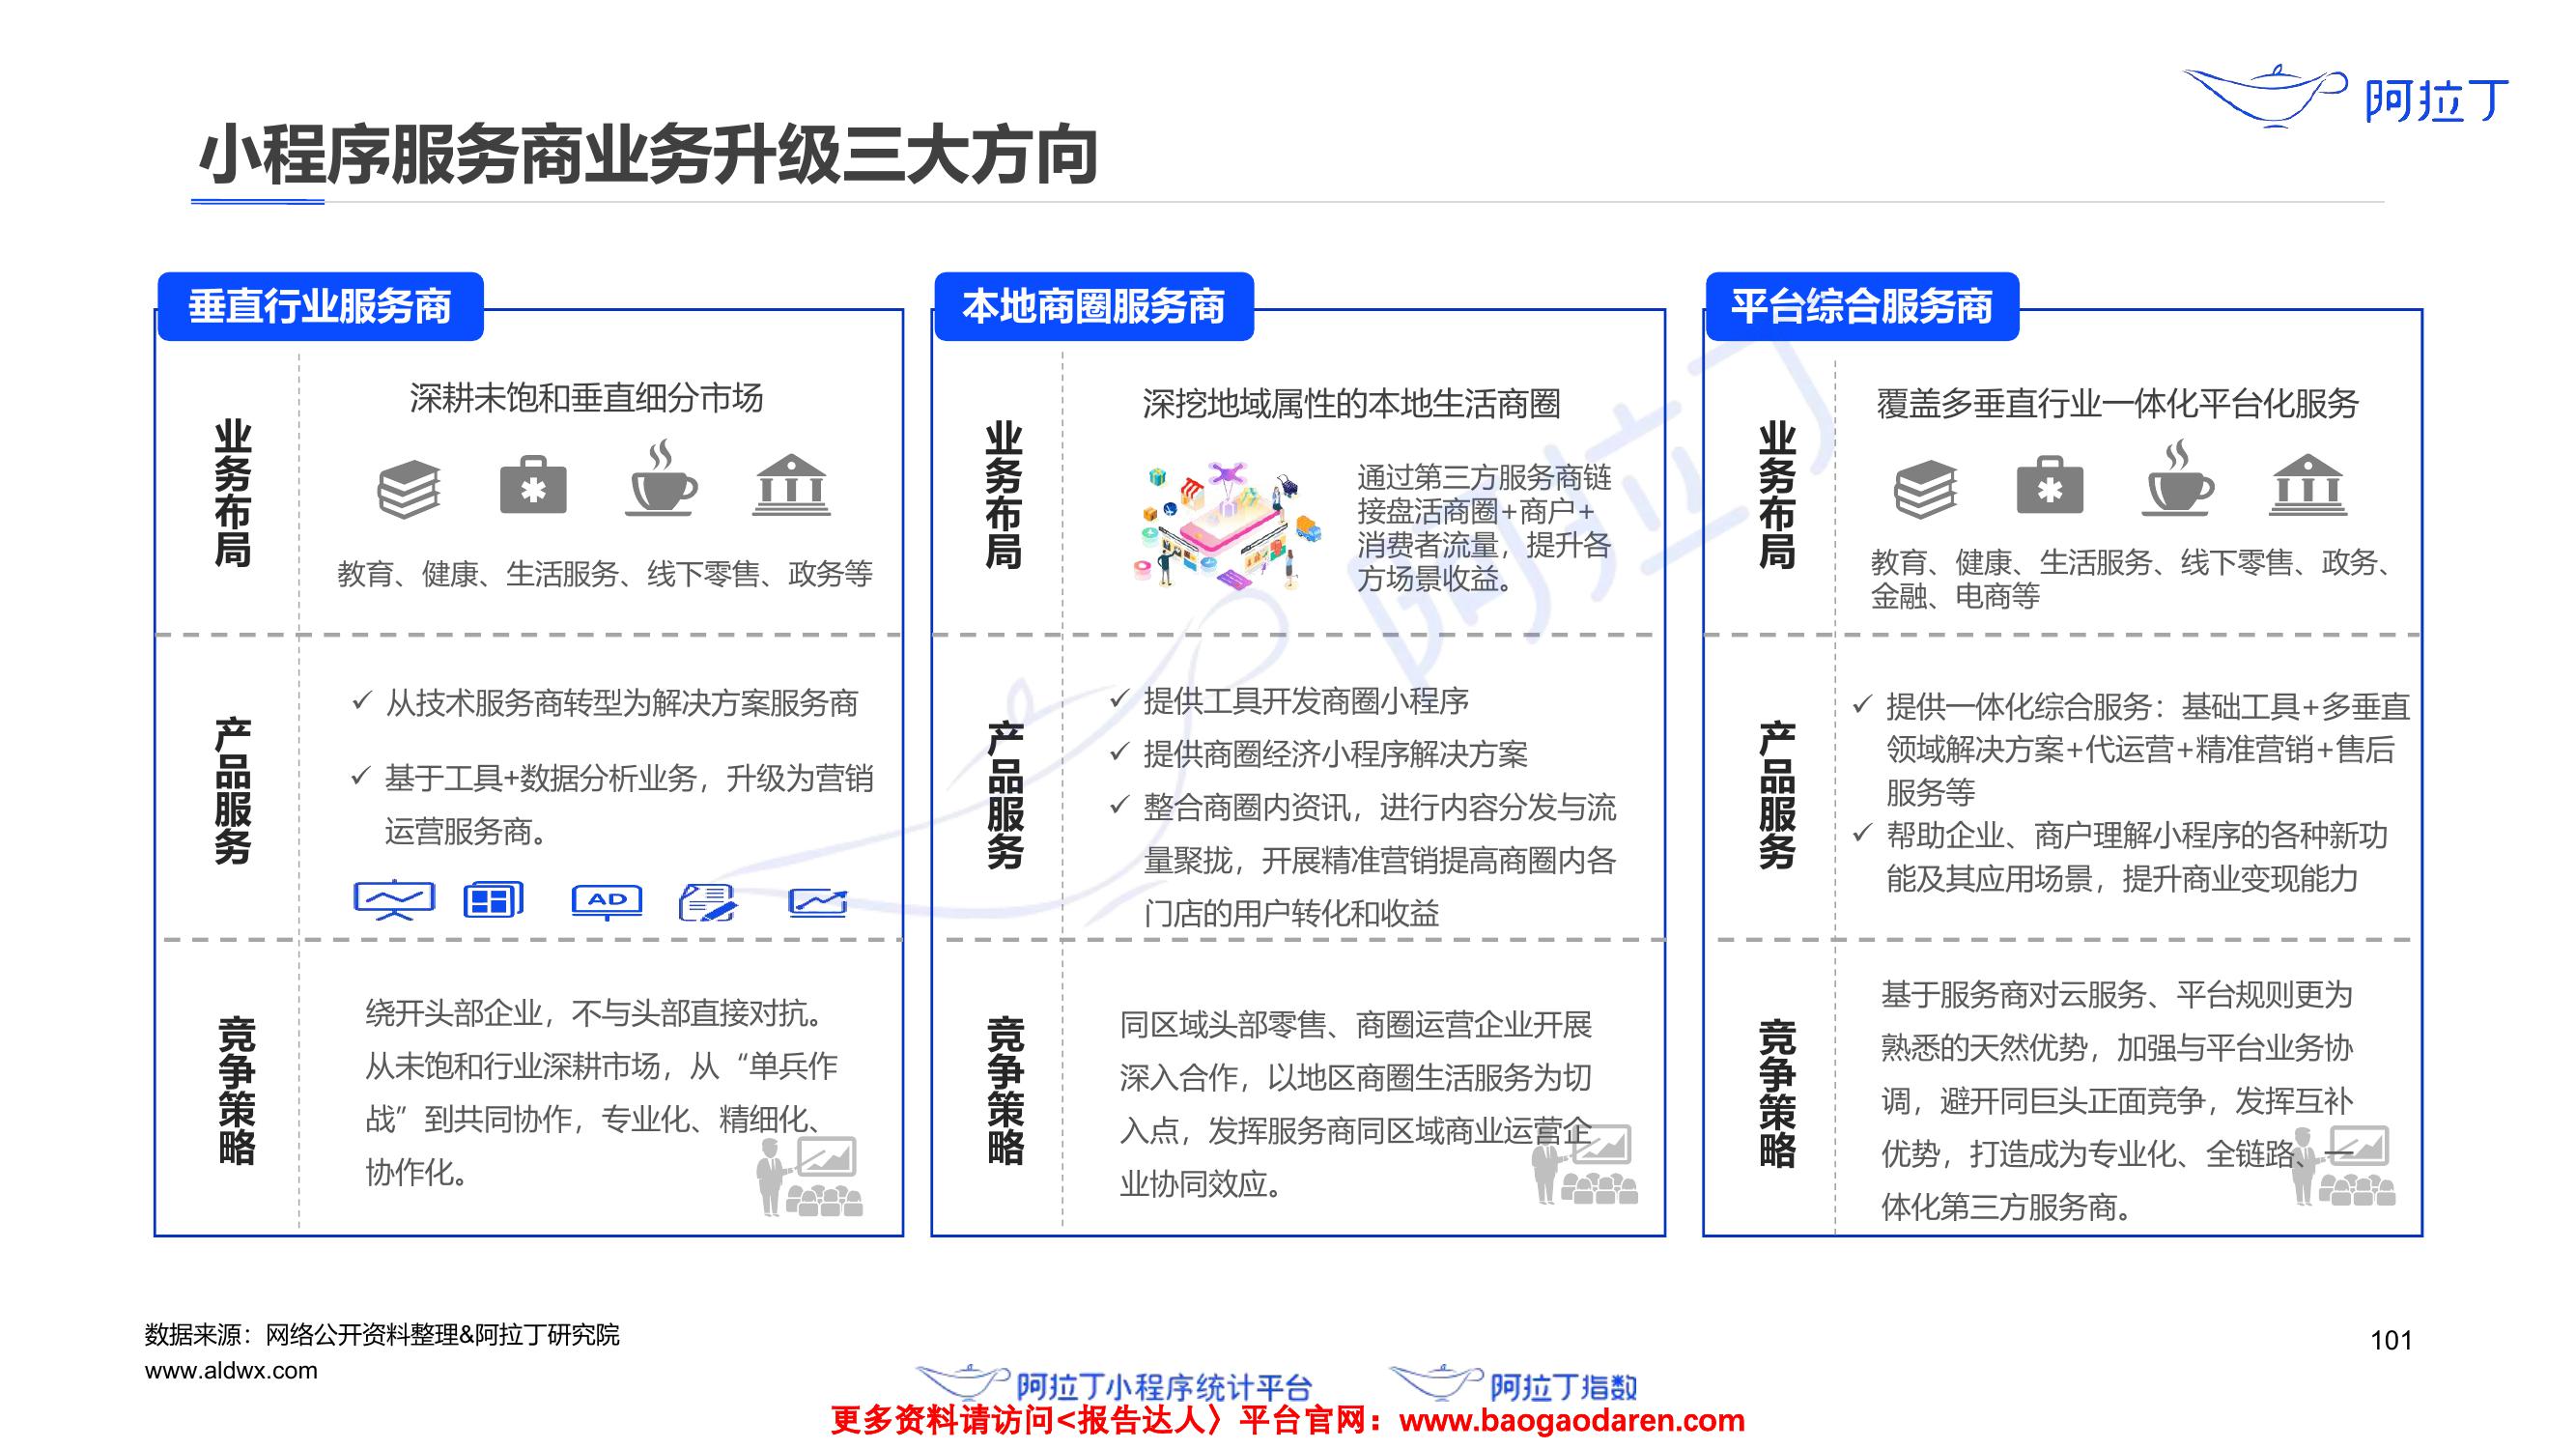 阿拉丁
小程序服务商业务升级三大方向
垂直行业服务商
业务布局
深耕未饱和垂直细分市场
教育、健康、生活服务、线下零售、政务等
产品服务
✓ 从技术服务商转型为解决方案服务商
✓ 基于工具+数据分析业务，升级为营销
运营服务商。
AD
竞争策略
绕开头部企业，不与头部直接对抗。
从未饱和行业深耕市场，从“单兵作
战”到共同协作，专业化、精细化、
协作化。
本地商圈服务商
业务布局
深挖地域属性的本地生活商圈
通过第三方服务商链
接盘活商圈+商户+
消费者流量，提升各
方场景收益。
产品服务
✓ 提供工具开发商圈小程序
✓ 提供商圈经济小程序解决方案
✓ 整合商圈内资讯，进行内容分发与流
量聚拢，开展精准营销提高商圈内各
门店的用户转化和收益
竞争策略
同区域头部零售、商圈运营企业开展
深入合作，以地区商圈生活服务为切
入点，发挥服务商同区域商业运营企
业协同效应。
平台综合服务商
业务布局
覆盖多垂直行业一体化平台化服务
教育、健康、生活服务、线下零售、政务、
金融、电商等
产品服务
✓ 提供一体化综合服务：基础工具+多垂直
领域解决方案+代运营+精准营销+售后
服务等
✓ 帮助企业、商户理解小程序的各种新功
能及其应用场景，提升商业变现能力
竞争策略
基于服务商对云服务、平台规则更为
熟悉的天然优势，加强与平台业务协
调，避开同巨头正面竞争，发挥互补
优势，打造成为专业化、全链路、一
体化第三方服务商。
阿拉丁
数据来源：网络公开资料整理&阿拉丁研究院
www.aldwx.com
101
阿拉丁小程序统计平台
阿拉丁指数
更多资料请访问<报告达人〉平台官网：www.baogaodaren.com